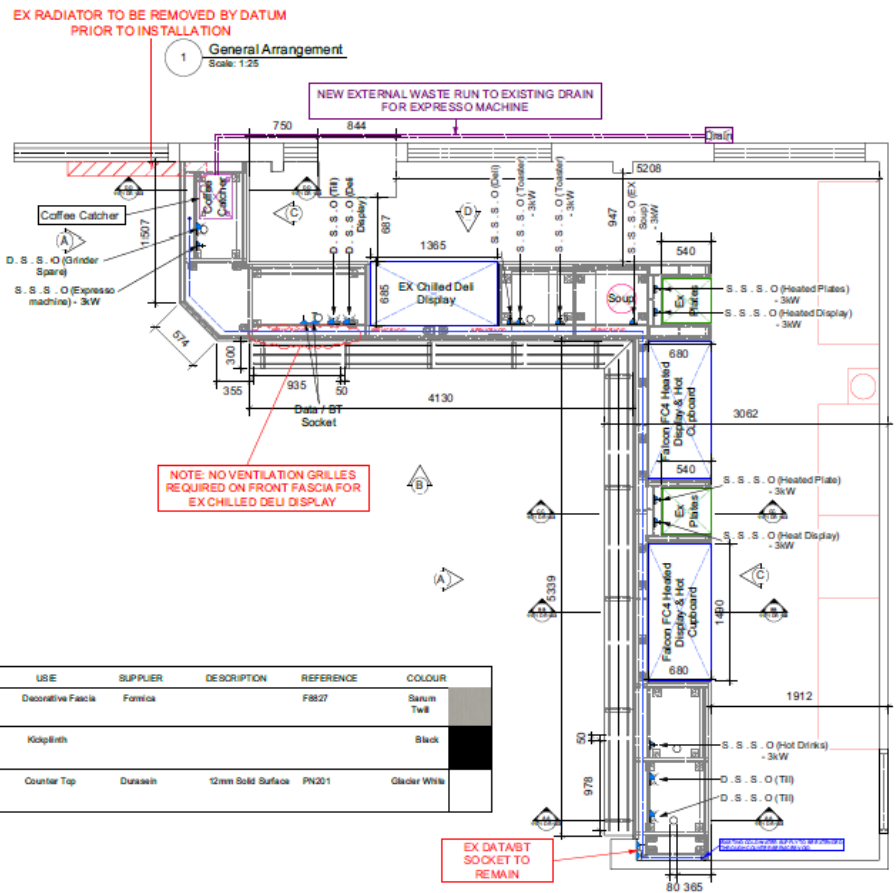 EX RADIATOR TO BE REMOVED BY DATUM
PRIOR TO INSTALLATION
1
General Arrangement
Scale: 1:25
NEW EXTERNAL WASTE RUN TO EXISTING DRAIN
FOR EXPRESSO MACHINE
Drain
750
844
5208
Coffee
Catcher
Coffee Catcher
A
C
D
1507
D.S.S.O (Grinder
Spare)
S.S.S.O (Expresso
machine) - 3kW
D.S.S.O (Till)
D.S.S.O (Deli
Display)
687
1365
S.S.S.O (Deli)
S.S.S.O (Toaster)
- 3kW
S.S.S.O (Toaster)
- 3kW
947
S.S.S.O (EX
Soup)
- 3kW
540
685
EX Chilled Deli
Display
Soup
Ex
Plates
S.S.S.O (Heated Plates)
- 3kW
S.S.S.O (Heated Display)
- 3kW
574
300
355
935
50
4130
Data / BT
Socket
680
Falcon FC4 Heated
Display & Hot
Cupboard
3062
NOTE: NO VENTILATION GRILLES
REQUIRED ON FRONT FASCIA FOR
EX CHILLED DELI DISPLAY
B
540
Ex
Plates
S.S.S.O (Heated Plate)
- 3kW
S.S.S.O (Heat Display)
- 3kW
A
C
5339
Falcon FC4 Heated
Display & Hot
Cupboard
1490
680
USE SUPPLIER DESCRIPTION REFERENCE COLOUR
Decorative Fascia Formica F8827 Sarum
Twill
Kickplinth Black
Counter Top Durasein 12mm Solid Surface PN201 Glacier White
1912
50
978
S.S.S.O (Hot Drinks)
- 3kW
D.S.S.O (Till)
D.S.S.O (Till)
EX DATA/BT
SOCKET TO
REMAIN
80 365